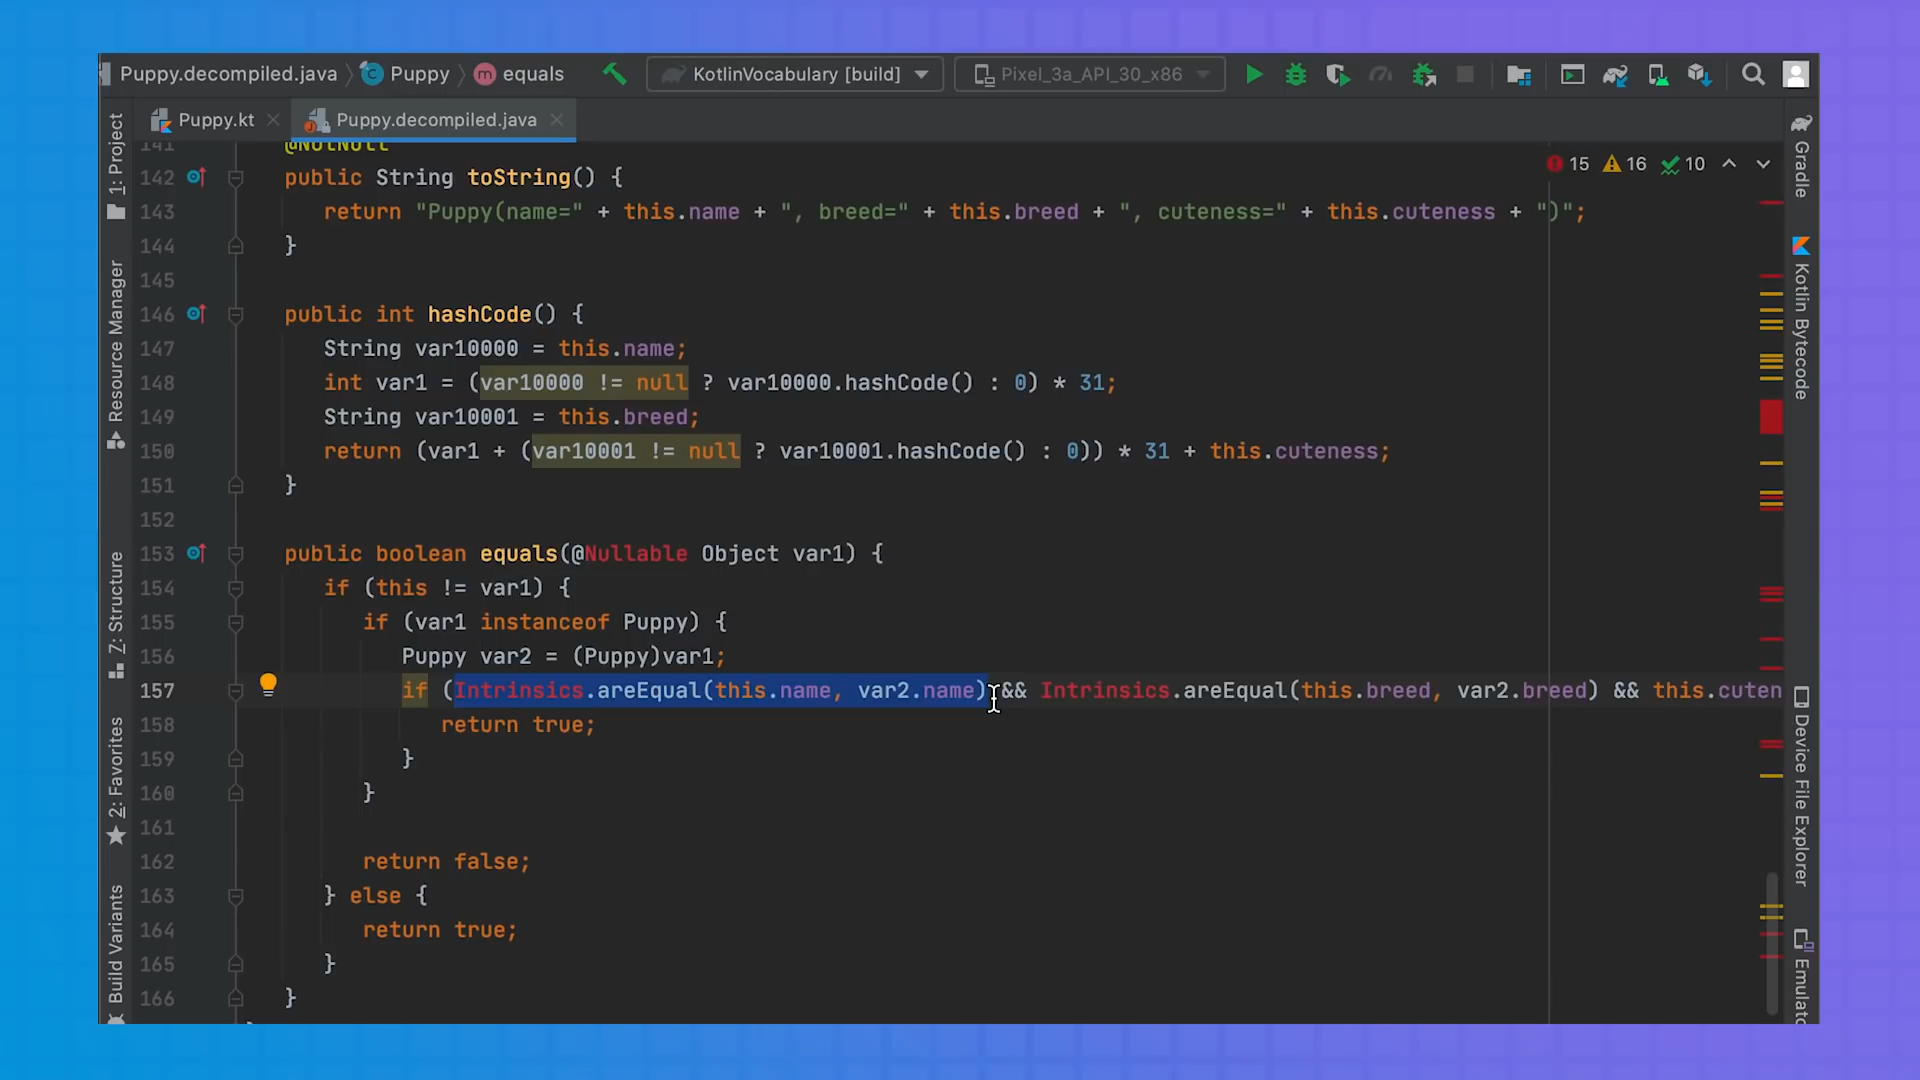 Puppy.decompiled.java
Puppy
equals
KotlinVocabulary [build]
Pixel_3a_API_30_x86
Puppy.kt
Puppy.decompiled.java
15
16
10
141 @NotNull
142 public String toString() {
143 return "Puppy(name=" + this.name + ", breed=" + this.breed + ", cuteness=" + this.cuteness + ")";
144 }
145
146 public int hashCode() {
147 String var10000 = this.name;
148 int var1 = (var10000 != null ? var10000.hashCode() : 0) * 31;
149 String var10001 = this.breed;
150 return (var1 + (var10001 != null ? var10001.hashCode() : 0)) * 31 + this.cuteness;
151 }
152
153 public boolean equals(@Nullable Object var1) {
154 if (this != var1) {
155 if (var1 instanceof Puppy) {
156 Puppy var2 = (Puppy)var1;
157 if (Intrinsics.areEqual(this.name, var2.name) && Intrinsics.areEqual(this.breed, var2.breed) && this.cuten
158 return true;
159 }
160 }
161
162 return false;
163 } else {
164 return true;
165 }
166 }
1: Project
Resource Manager
7: Structure
2: Favorites
Build Variants
Gradle
Kotlin Bytecode
Device File Explorer
Emulato